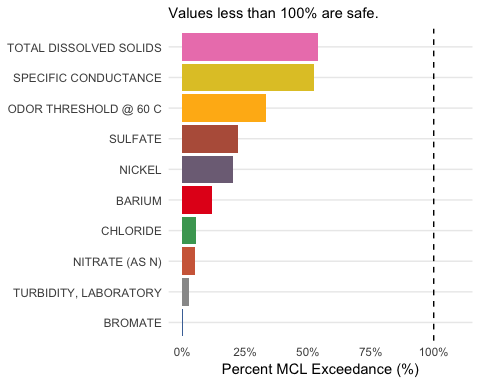 Values less than 100% are safe.
TOTAL DISSOLVED SOLIDS
SPECIFIC CONDUCTANCE
ODOR THRESHOLD @ 60 C
SULFATE
NICKEL
BARIUM
CHLORIDE
NITRATE (AS N)
TURBIDITY, LABORATORY
BROMATE
0% 25% 50% 75% 100%
Percent MCL Exceedance (%)